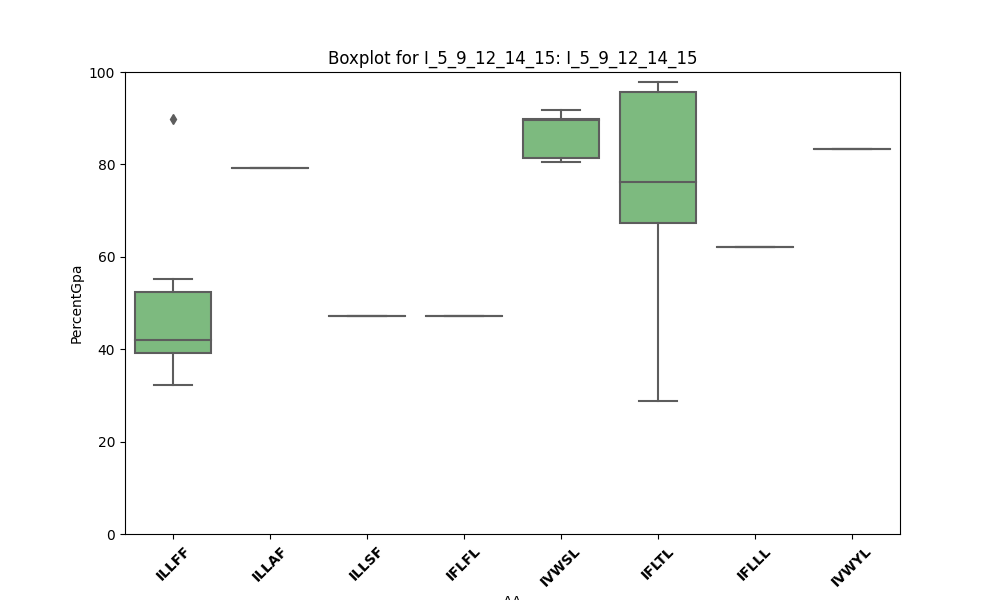 Boxplot for I_5_9_12_14_15: I_5_9_12_14_15
PercentGpa
100
80
60
40
20
0
ILLFF
ILLAF
ILLSF
IFLFL
IVWSL
IFLTL
IFLLL
IVWYL
AA